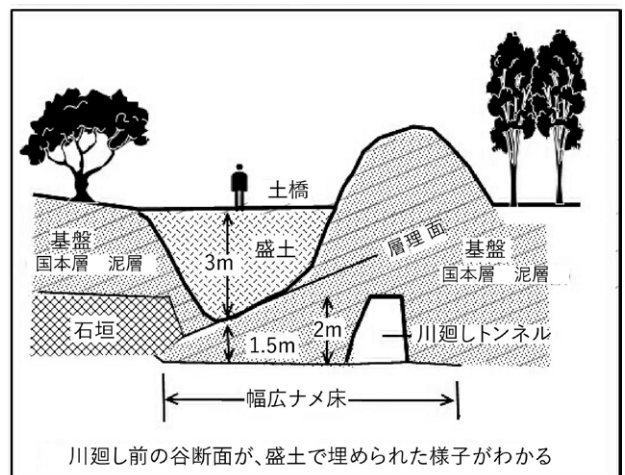 土橋
基盤
国本層 泥層
3m
盛土
層理面
基盤
国本層 泥層
石垣
1.5m
2m
川廻しトンネル
幅広ナメ床
川廻し前の谷断面が、盛土で埋められた様子がわかる